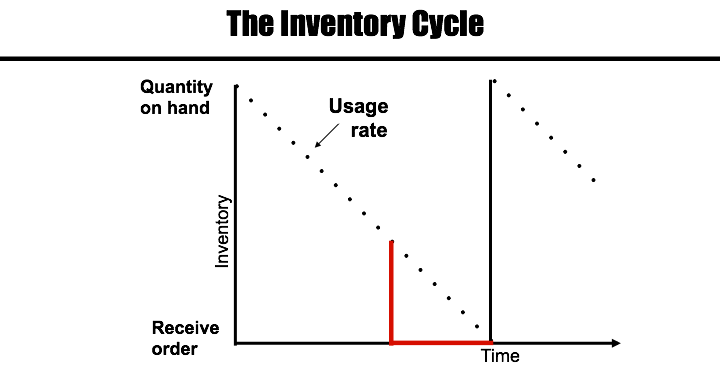 The Inventory Cycle
Quantity
on hand
Usage
rate
Inventory
Receive
order
Time